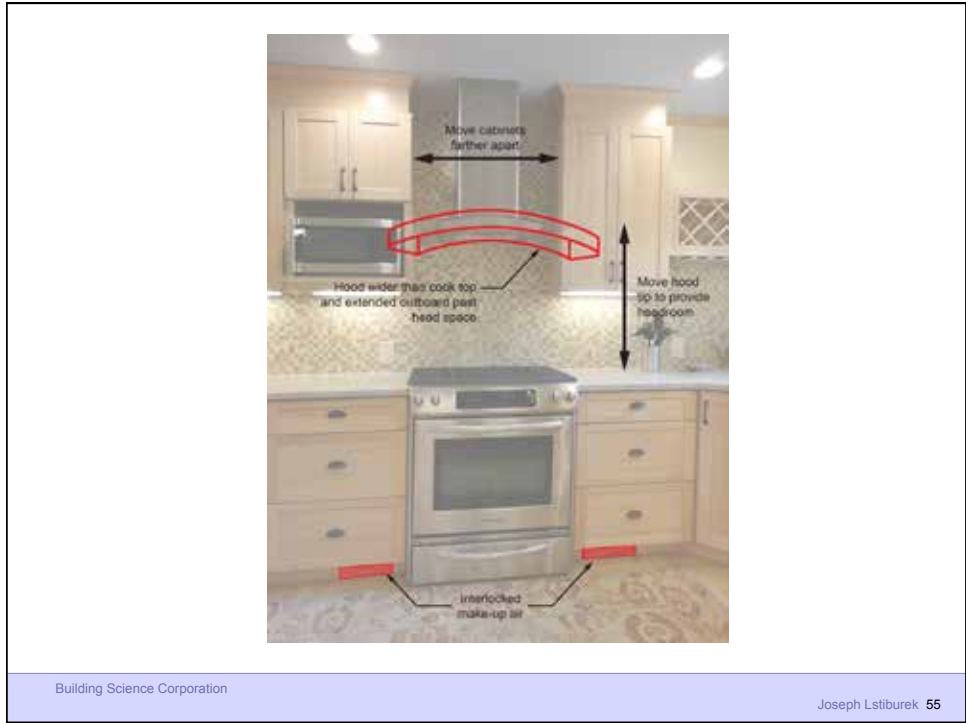 Move cabinets
farther apart
Hood wider than cook top
and extended outboard past
head space
Move hood
up to provide
headroom
Interlocked
make-up air
Building Science Corporation
Joseph Lstiburek 55